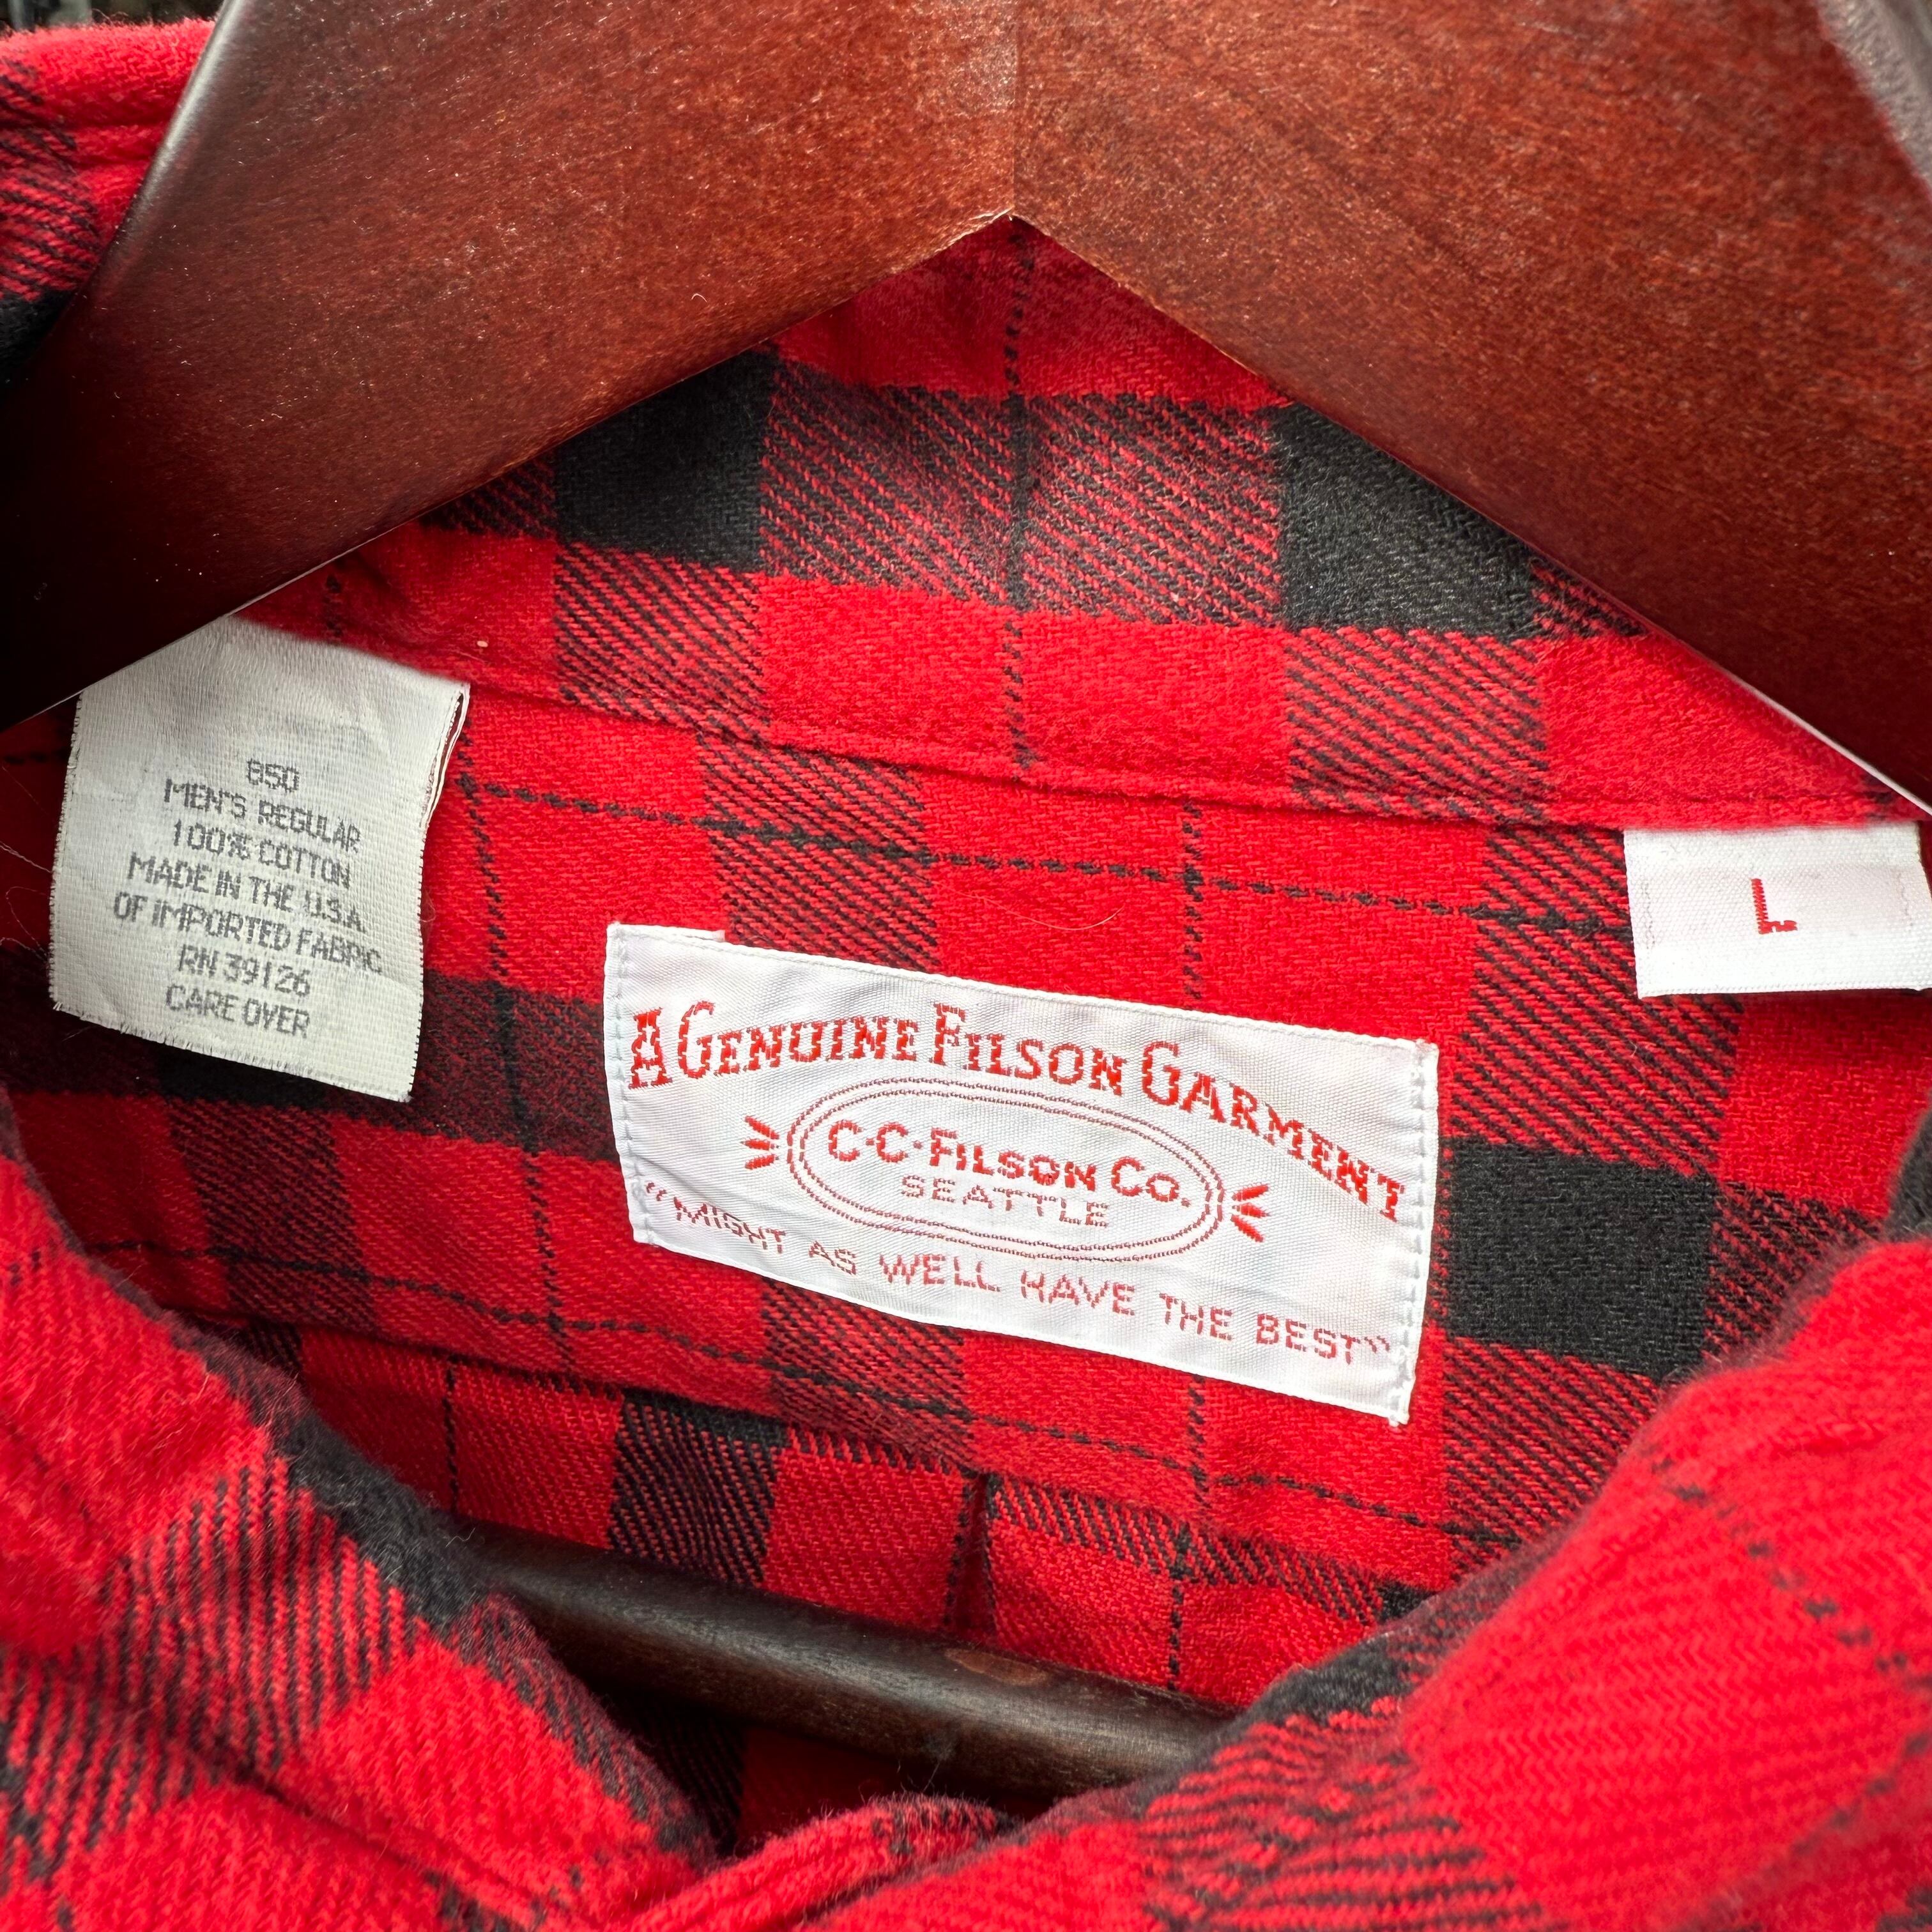 850
MEN'S REGULAR
100% COTTON
MADE IN THE U.S.A.
OF IMPORTED FABRIC
RN 39126
CARE OVER
A GENUINE FILSON GARMENT
C·C·FILSON CO.
SEATTLE
"MIGHT AS WELL HAVE THE BEST"
L